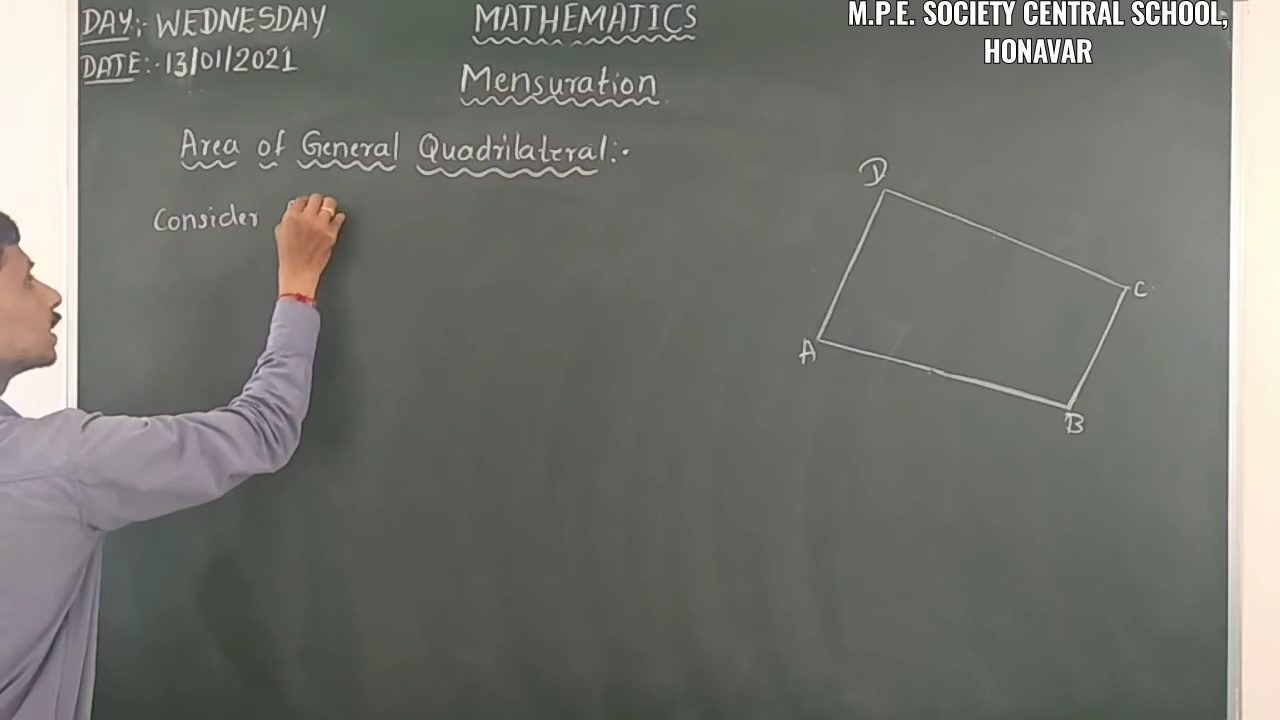 DAY:- WEDNESDAY
DATE:- 13/01/2021
MATHEMATICS
Mensuration
M.P.E. SOCIETY CENTRAL SCHOOL,
HONAVAR
Area of General Quadrilateral:-
Consider
D
C
A
B